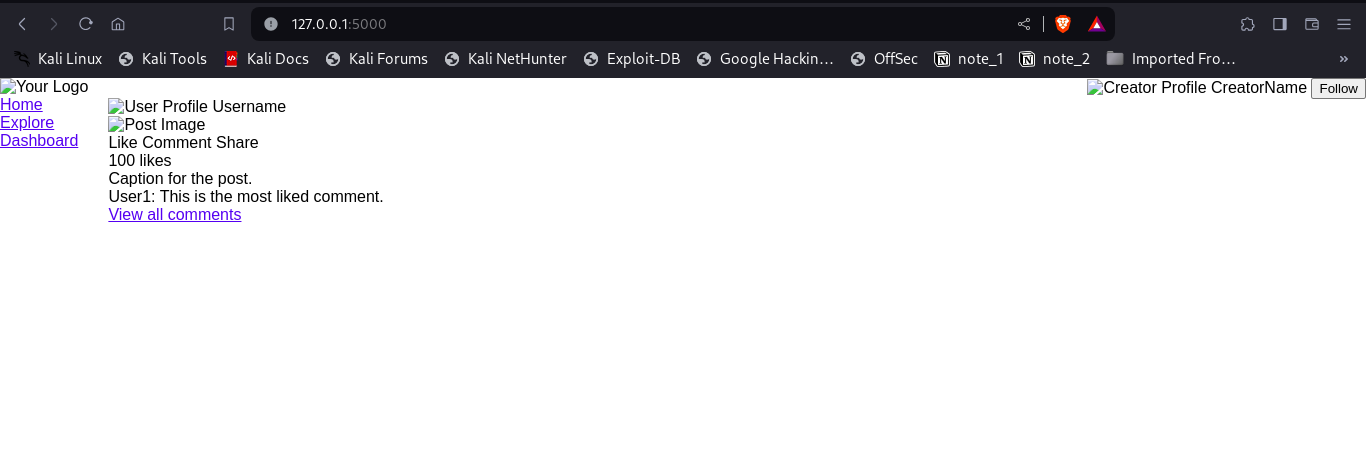 127.0.0.1:5000
Kali Linux Kali Tools Kali Docs Kali Forums Kali NetHunter Exploit-DB Google Hackin… OffSec note_1 note_2 Imported Fro… »
Your Logo
Home
Explore
Dashboard
User Profile Username
Post Image
Like Comment Share
100 likes
Caption for the post.
User1: This is the most liked comment.
View all comments
Creator Profile CreatorName Follow